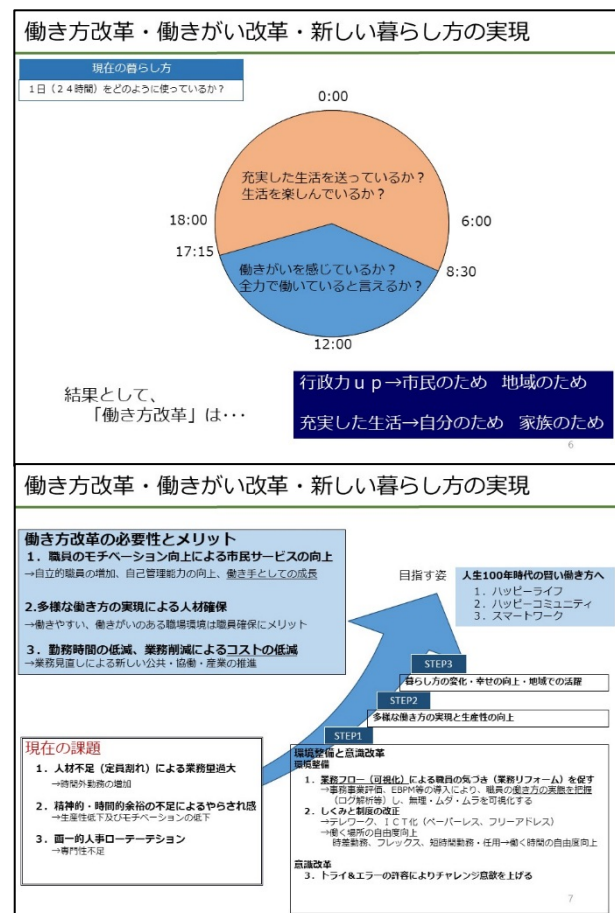 働き方改革・働きがい改革・新しい暮らし方の実現
現在の暮らし方
1日（24時間）をどのように使っているか？
0:00
充実した生活を送っているか？
生活を楽しんでいるか？
18:00
6:00
17:15
8:30
働きがいを感じているか？
全力で働いていると言えるか？
12:00
結果として、
「働き方改革」は･･･
行政力ｕｐ→市民のため 地域のため
充実した生活→自分のため 家族のため
6
働き方改革・働きがい改革・新しい暮らし方の実現
働き方改革の必要性とメリット
1．職員のモチベーション向上による市民サービスの向上
→自立的職員の増加、自己管理能力の向上、働き手としての成長
2.多様な働き方の実現による人材確保
→働きやすい、働きがいのある職場環境は職員確保にメリット
3．勤務時間の低減、業務削減によるコストの低減
→業務見直しによる新しい公共・協働・産業の推進
目指す姿
人生100年時代の賢い働き方へ
1．ハッピーライフ
2．ハッピーコミュニティ
3．スマートワーク
STEP3
暮らし方の変化・幸せの向上・地域での活躍
STEP2
多様な働き方の実現と生産性の向上
STEP1
現在の課題
1．人材不足（定員割れ）による業務量過大
→時間外勤務の増加
2．精神的・時間的余裕の不足によるやらされ感
→生産性低下及びモチベーションの低下
3．画一的人事ローテーテション
→専門性不足
環境整備と意識改革
環境整備
1．業務フロー（可視化）による職員の気づき（業務リフォーム）を促す
→事務事業評価、EBPM等の導入により、職員の働き方の実態を把握
（ログ解析等）し、無理・ムダ・ムラを可視化する
2．しくみと制度の改正
→テレワーク、ＩＣＴ化（ペーパーレス、フリーアドレス）
→働く場所の自由度向上
時差勤務、フレックス、短時間勤務・任用→働く時間の自由度向上
意識改革
3．トライ&エラーの許容によりチャレンジ意欲を上げる
7